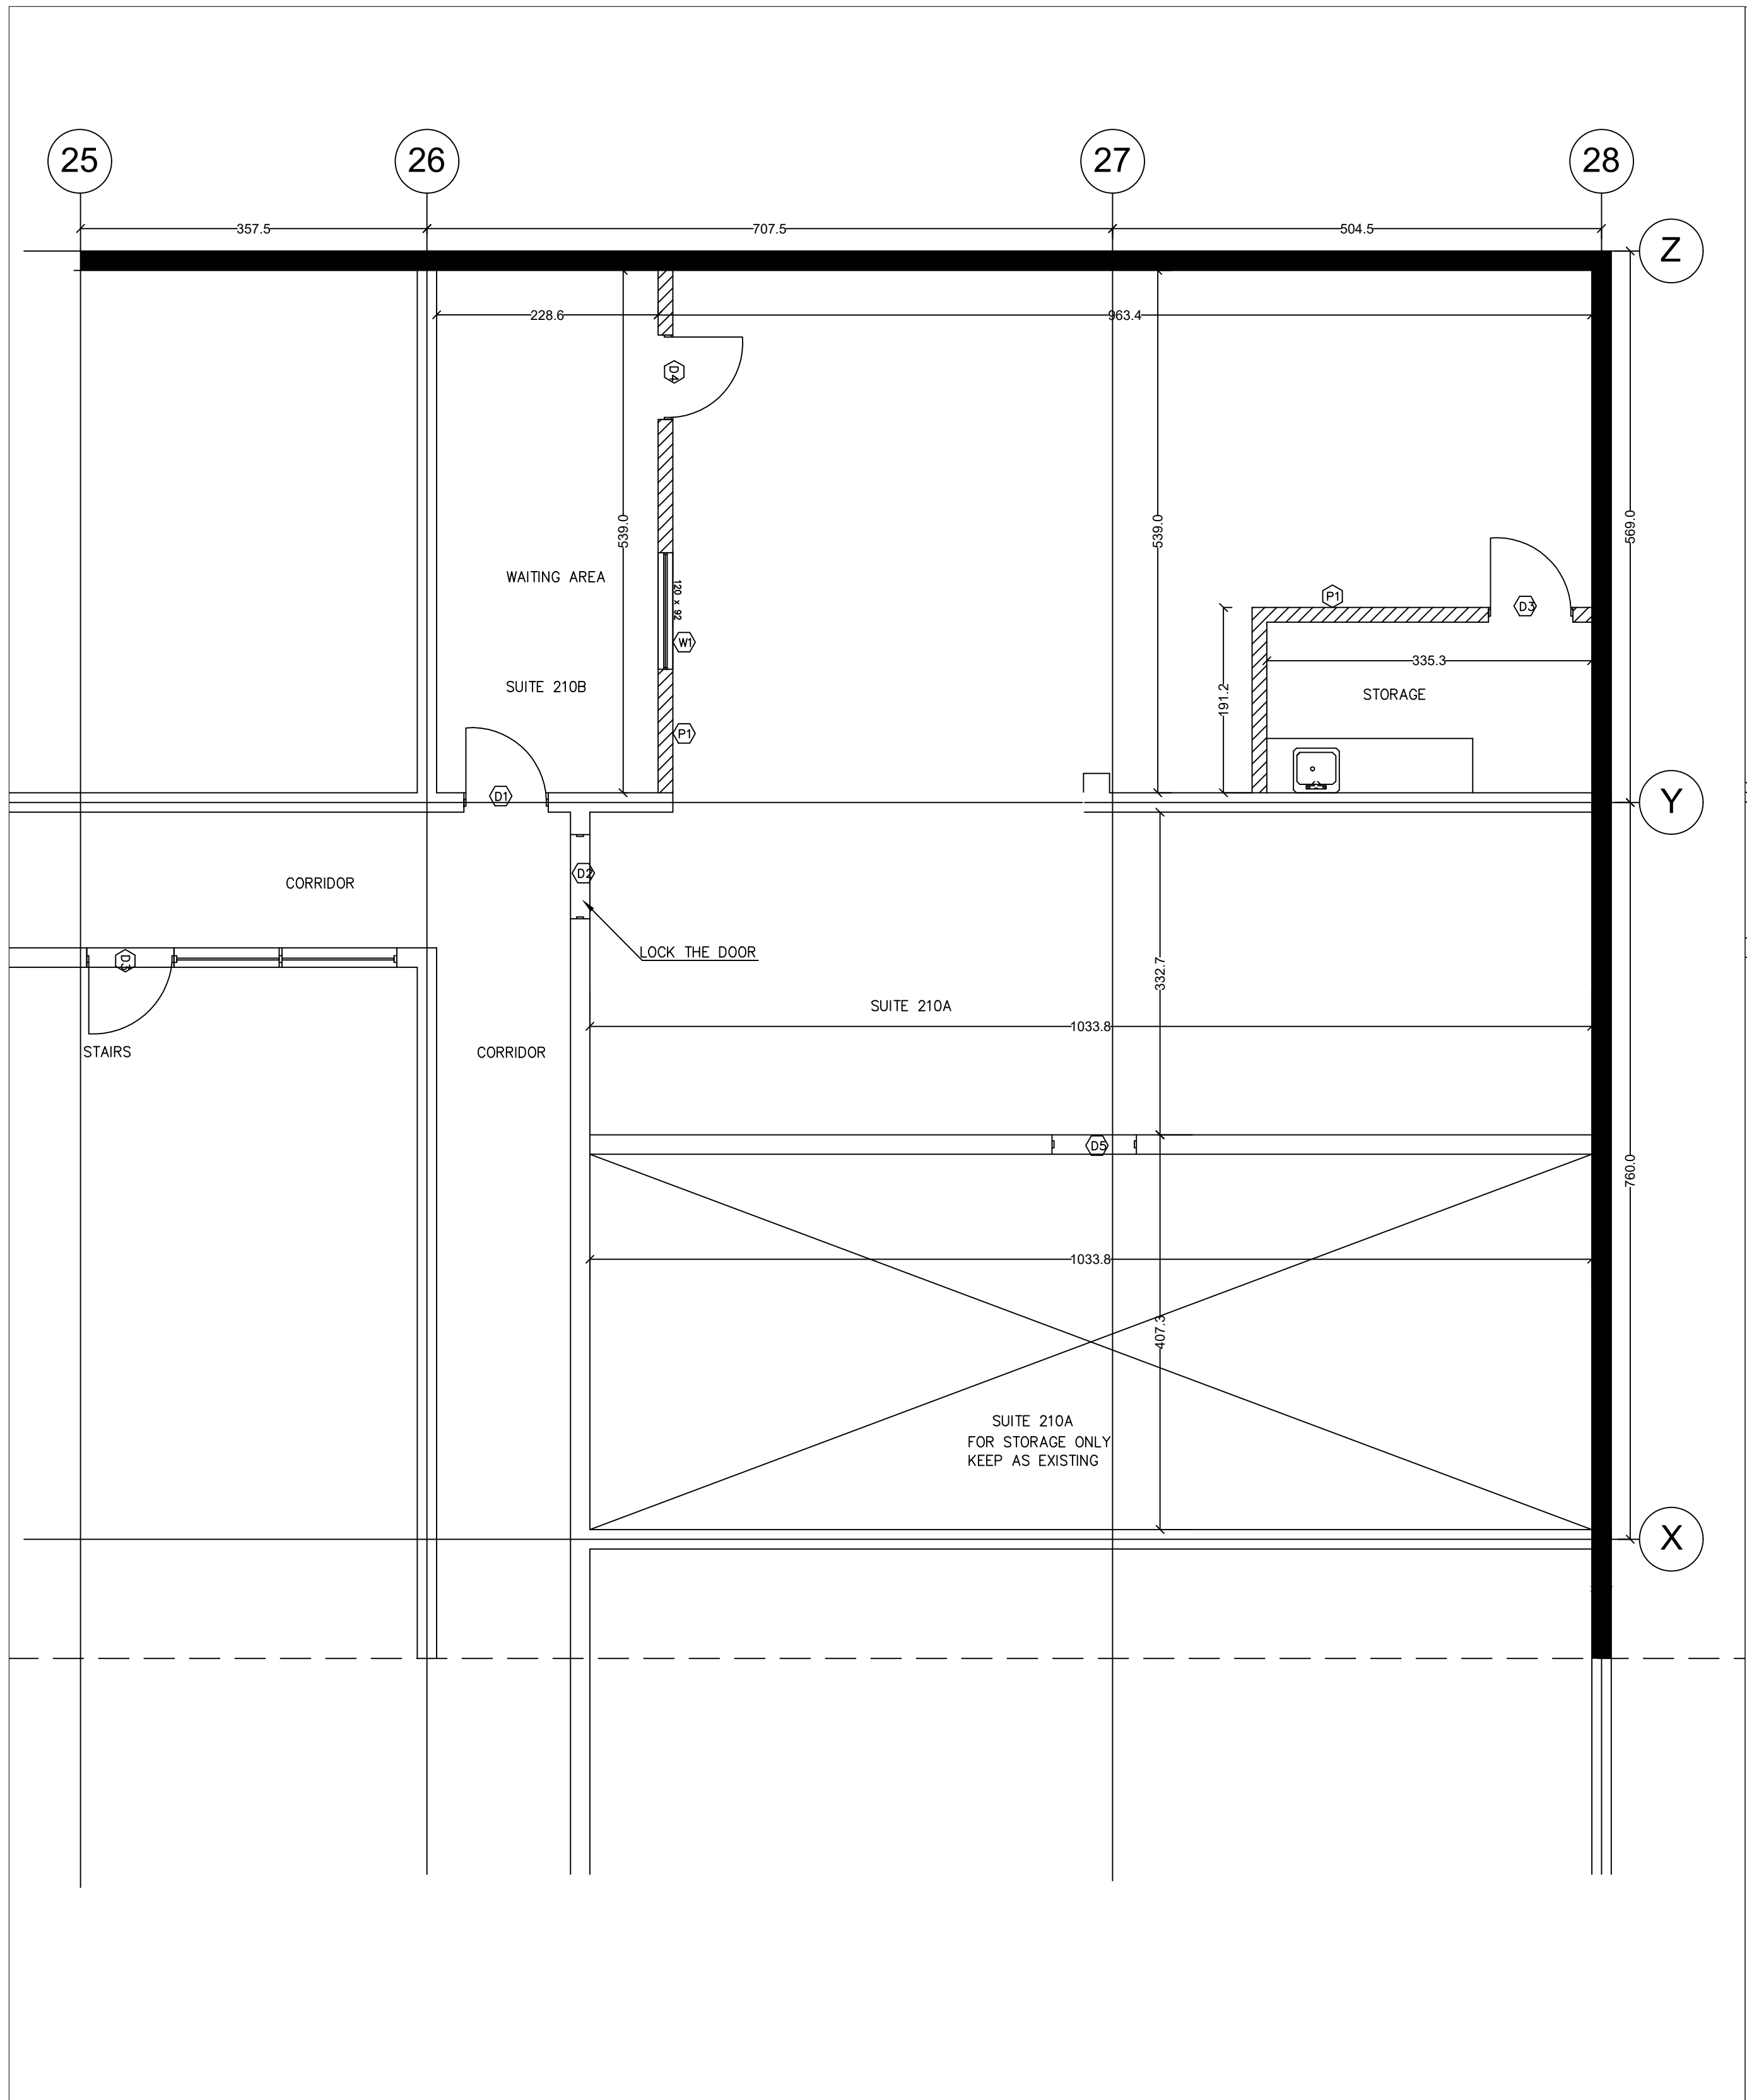 25
26
27
28
357.5
707.5
504.5
Z
228.6
963.4
D4
539.0
539.0
569.0
WAITING AREA
120 x 92
P1
D3
W1
335.3
SUITE 210B
STORAGE
191.2
P1
D1
Y
D2
CORRIDOR
LOCK THE DOOR
D3
332.7
SUITE 210A
1033.8
STAIRS
CORRIDOR
D5
760.0
1033.8
407.3
SUITE 210A
FOR STORAGE ONLY
KEEP AS EXISTING
X